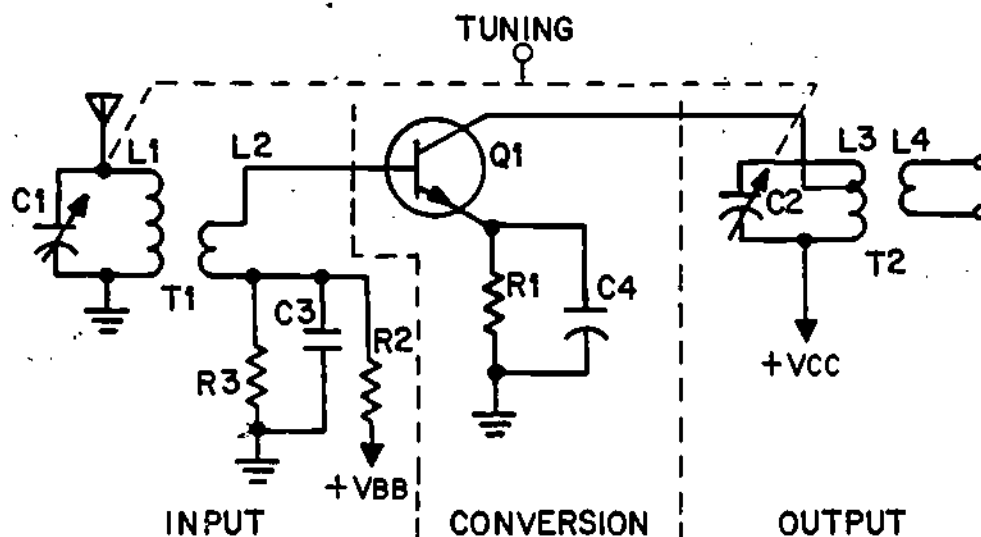 TUNING
L1
L2
Q1
L3
L4
C1
C2
T1
C3
R2
R1
C4
T2
R3
+VCC
+VBB
INPUT
CONVERSION
OUTPUT